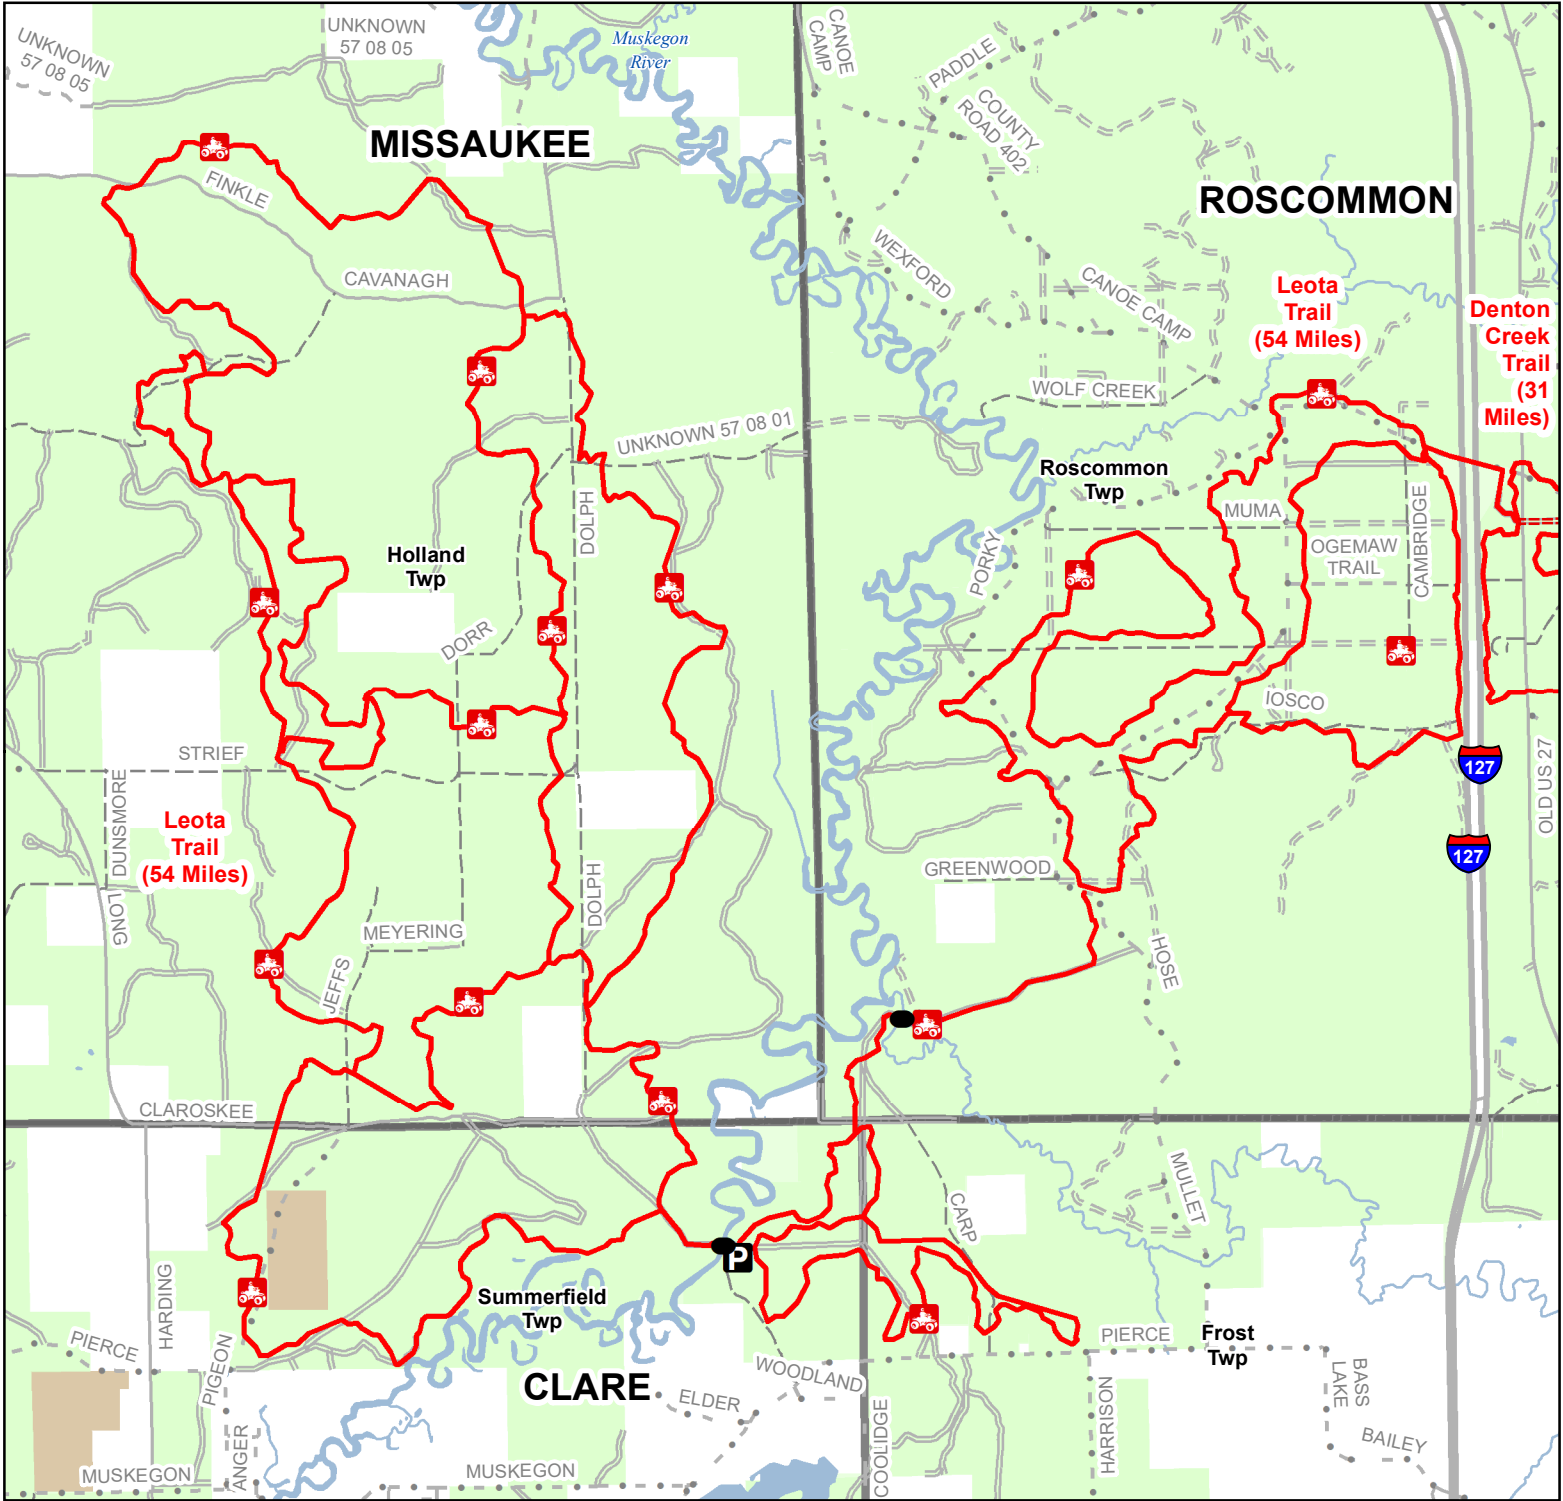 UNKNOWN
57 08 05
UNKNOWN
57 08 05
Muskegon
River
CANOE
CAMP
PADDLE
COUNTY
ROAD 402
MISSAUKEE
ROSCOMMON
FINKLE
CAVANAGH
WEXFORD
CANOE CAMP
Leota
Trail
(54 Miles)
Denton
Creek
Trail
(31
Miles)
WOLF CREEK
UNKNOWN 57 08 01
Roscommon
Twp
MUMA
CAMBRIDGE
OGEMAW
TRAIL
DOLPH
Holland
Twp
PORKY
DORR
IOSCO
STRIEF
DUNSMORE
127
OLD US 27
127
Leota
Trail
(54 Miles)
GREENWOOD
DOLPH
LONG
MEYERING
JEFFS
HOSE
CLAROSKEE
MULLET
CARP
P
HARDING
Summerfield
Twp
PIERCE
PIGEON
PIERCE
Frost
Twp
WOODLAND
CLARE
ELDER
BASS
LAKE
HARRISON
COOLIDGE
BAILEY
ANGER
MUSKEGON
MUSKEGON